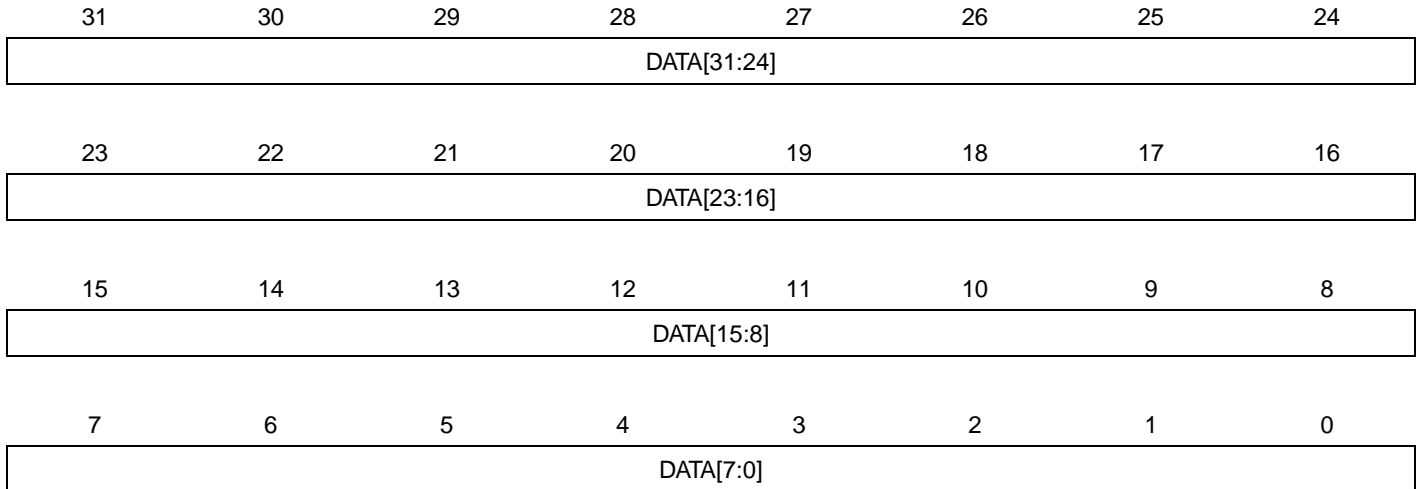 31 30 29 28 27 26 25 24
DATA[31:24]
23 22 21 20 19 18 17 16
DATA[23:16]
15 14 13 12 11 10 9 8
DATA[15:8]
7 6 5 4 3 2 1 0
DATA[7:0]